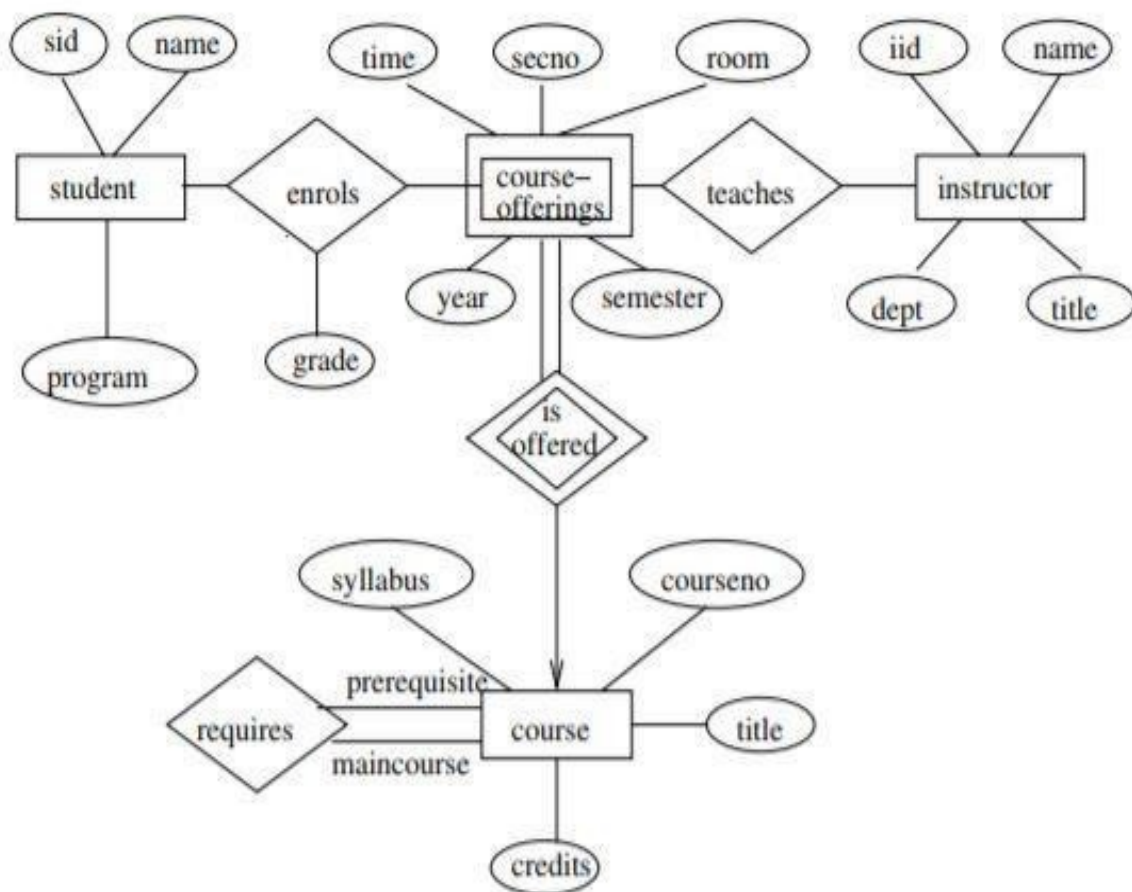 sid
name
time
secno
room
iid
name
student
enrols
course–
offerings
teaches
instructor
program
grade
year
semester
dept
title
is
offered
syllabus
courseno
prerequisite
requires
course
title
maincourse
credits